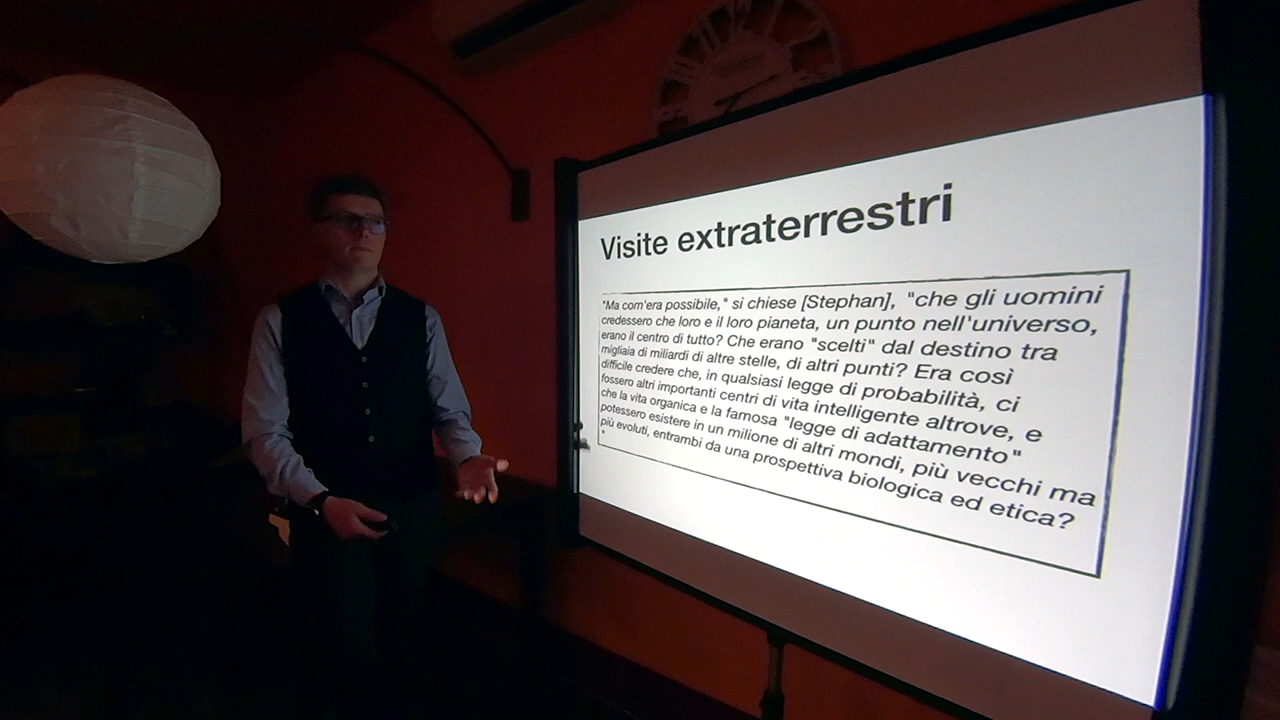 Visite extraterrestri
"Ma com'era possibile," si chiese [Stephan], "che gli uomini
credessero che loro e il loro pianeta, un punto nell'universo,
erano il centro di tutto? Che erano "scelti" dal destino tra
migliaia di miliardi di altre stelle, di altri punti? Era così
difficile credere che, in qualsiasi legge di probabilità, ci
fossero altri importanti centri di vita intelligente altrove, e
che la vita organica e la famosa "legge di adattamento"
potessero esistere in un milione di altri mondi, più vecchi ma
più evoluti, entrambi da una prospettiva biologica ed etica?
"